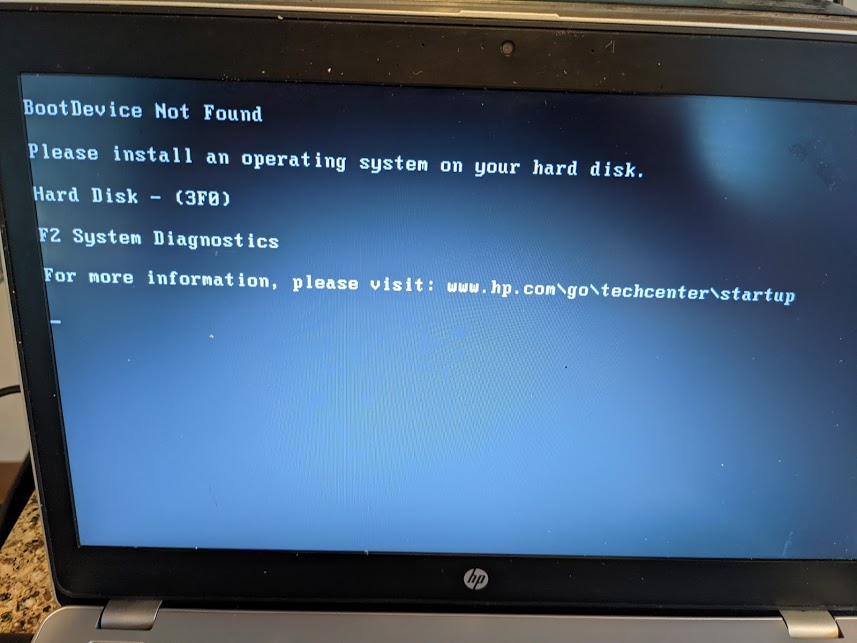 BootDevice Not Found
Please install an operating system on your hard disk.
Hard Disk - (3F0)
F2 System Diagnostics
For more information, please visit: www.hp.com\go\techcenter\startup
_
hp